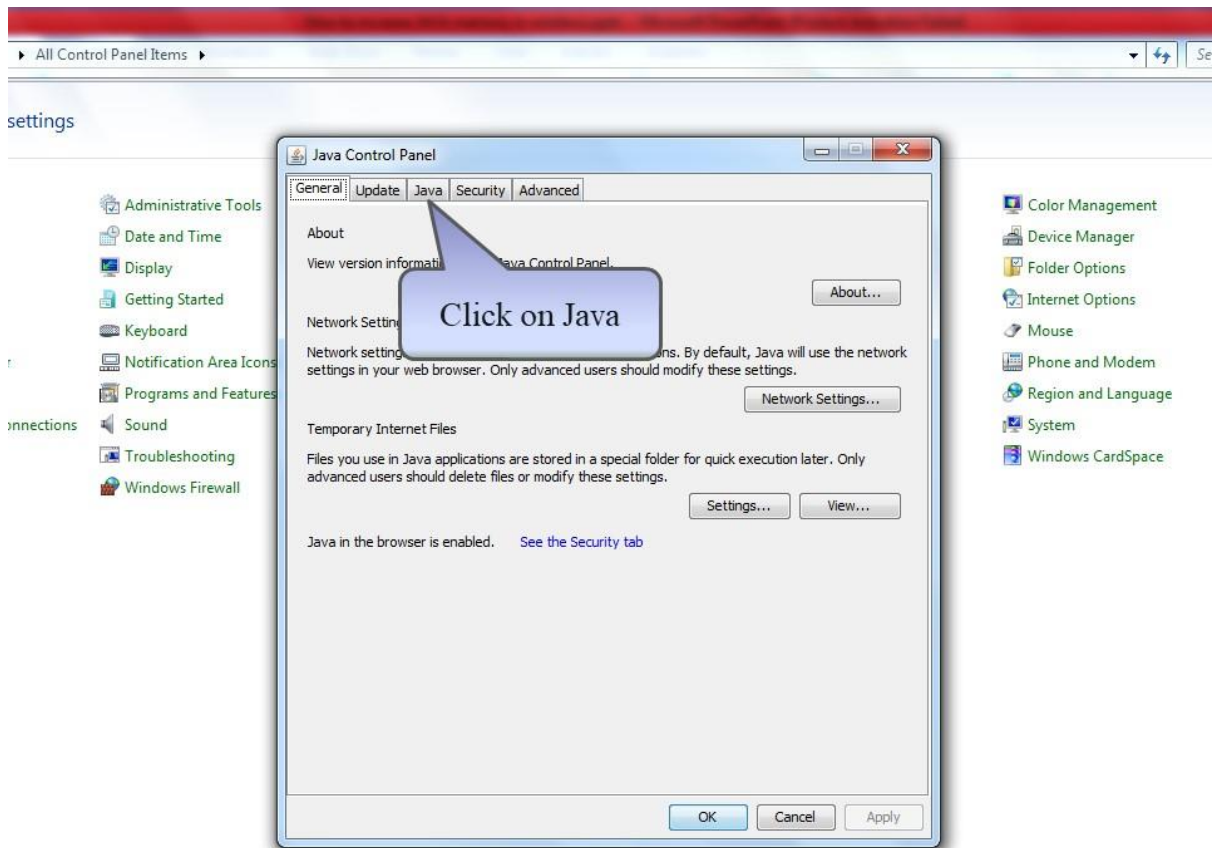 All Control Panel Items
Se
settings
Java Control Panel
General Update Java Security Advanced
About
View version informati
ava Control Panel.
About...
Click on Java
Network Settin
Network setting
ns. By default, Java will use the network
settings in your web browser. Only advanced users should modify these settings.
Network Settings...
Temporary Internet Files
Files you use in Java applications are stored in a special folder for quick execution later. Only
advanced users should delete files or modify these settings.
Settings... View...
Java in the browser is enabled. See the Security tab
OK Cancel Apply
r
onnections
Administrative Tools
Date and Time
Display
Getting Started
Keyboard
Notification Area Icons
Programs and Features
Sound
Troubleshooting
Windows Firewall
Color Management
Device Manager
Folder Options
Internet Options
Mouse
Phone and Modem
Region and Language
System
Windows CardSpace